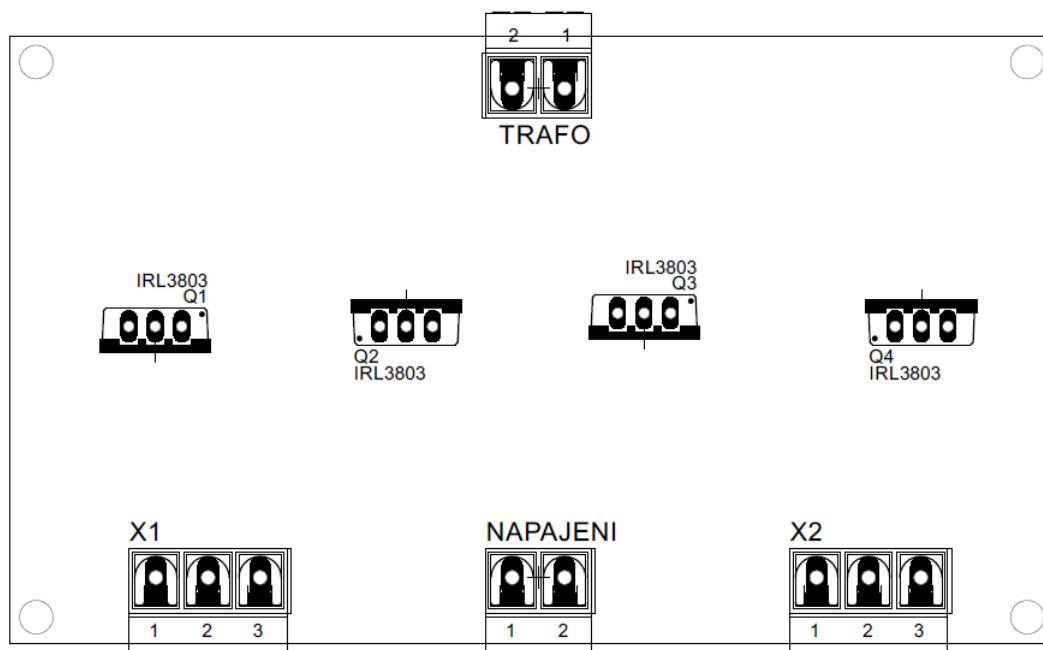 2 1
TRAFO
IRL3803
Q1
IRL3803
Q3
Q2
IRL3803
Q4
IRL3803
X1
NAPAJENI
X2
1 2 3
1 2
1 2 3